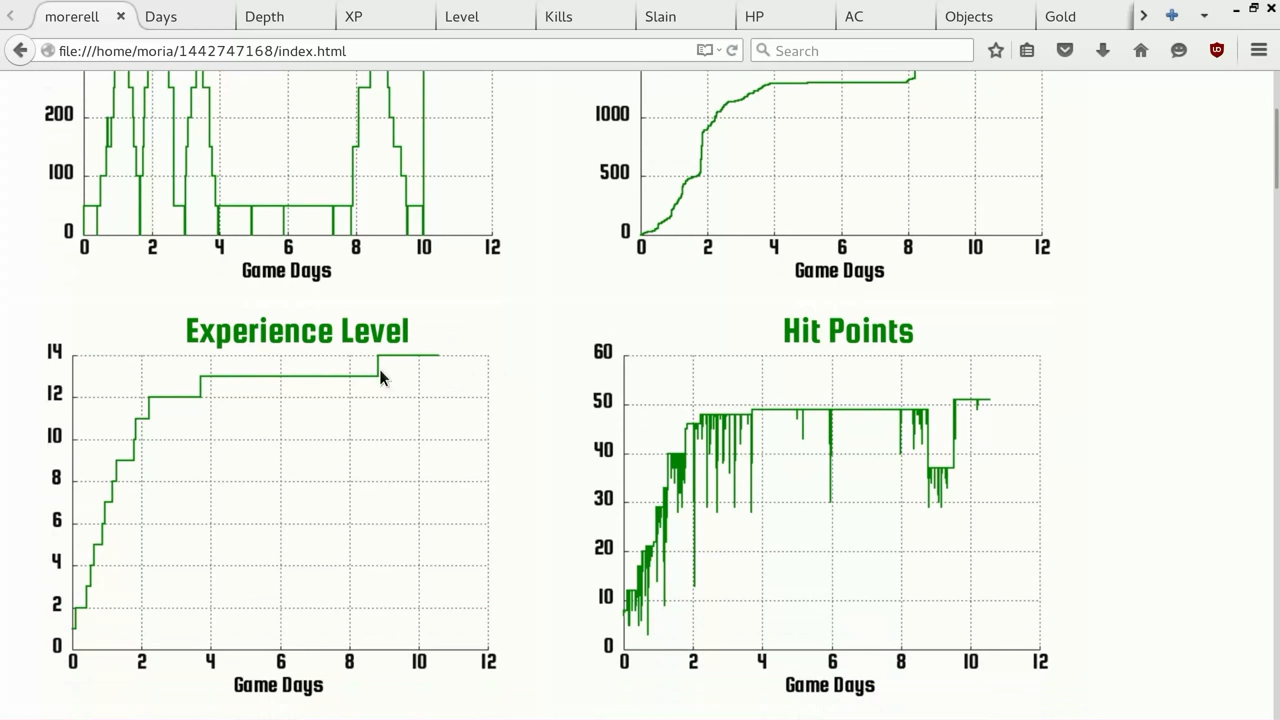 morerell
Days
Depth
XP
Level
Kills
Slain
HP
AC
Objects
Gold
file:///home/moria/1442747168/index.html
Search
200
100
0
0 2 4 6 8 10 12
Game Days
1000
500
0
0 2 4 6 8 10 12
Game Days
Experience Level
14
12
10
8
6
4
2
0
0 2 4 6 8 10 12
Game Days
Hit Points
60
50
40
30
20
10
0
0 2 4 6 8 10 12
Game Days